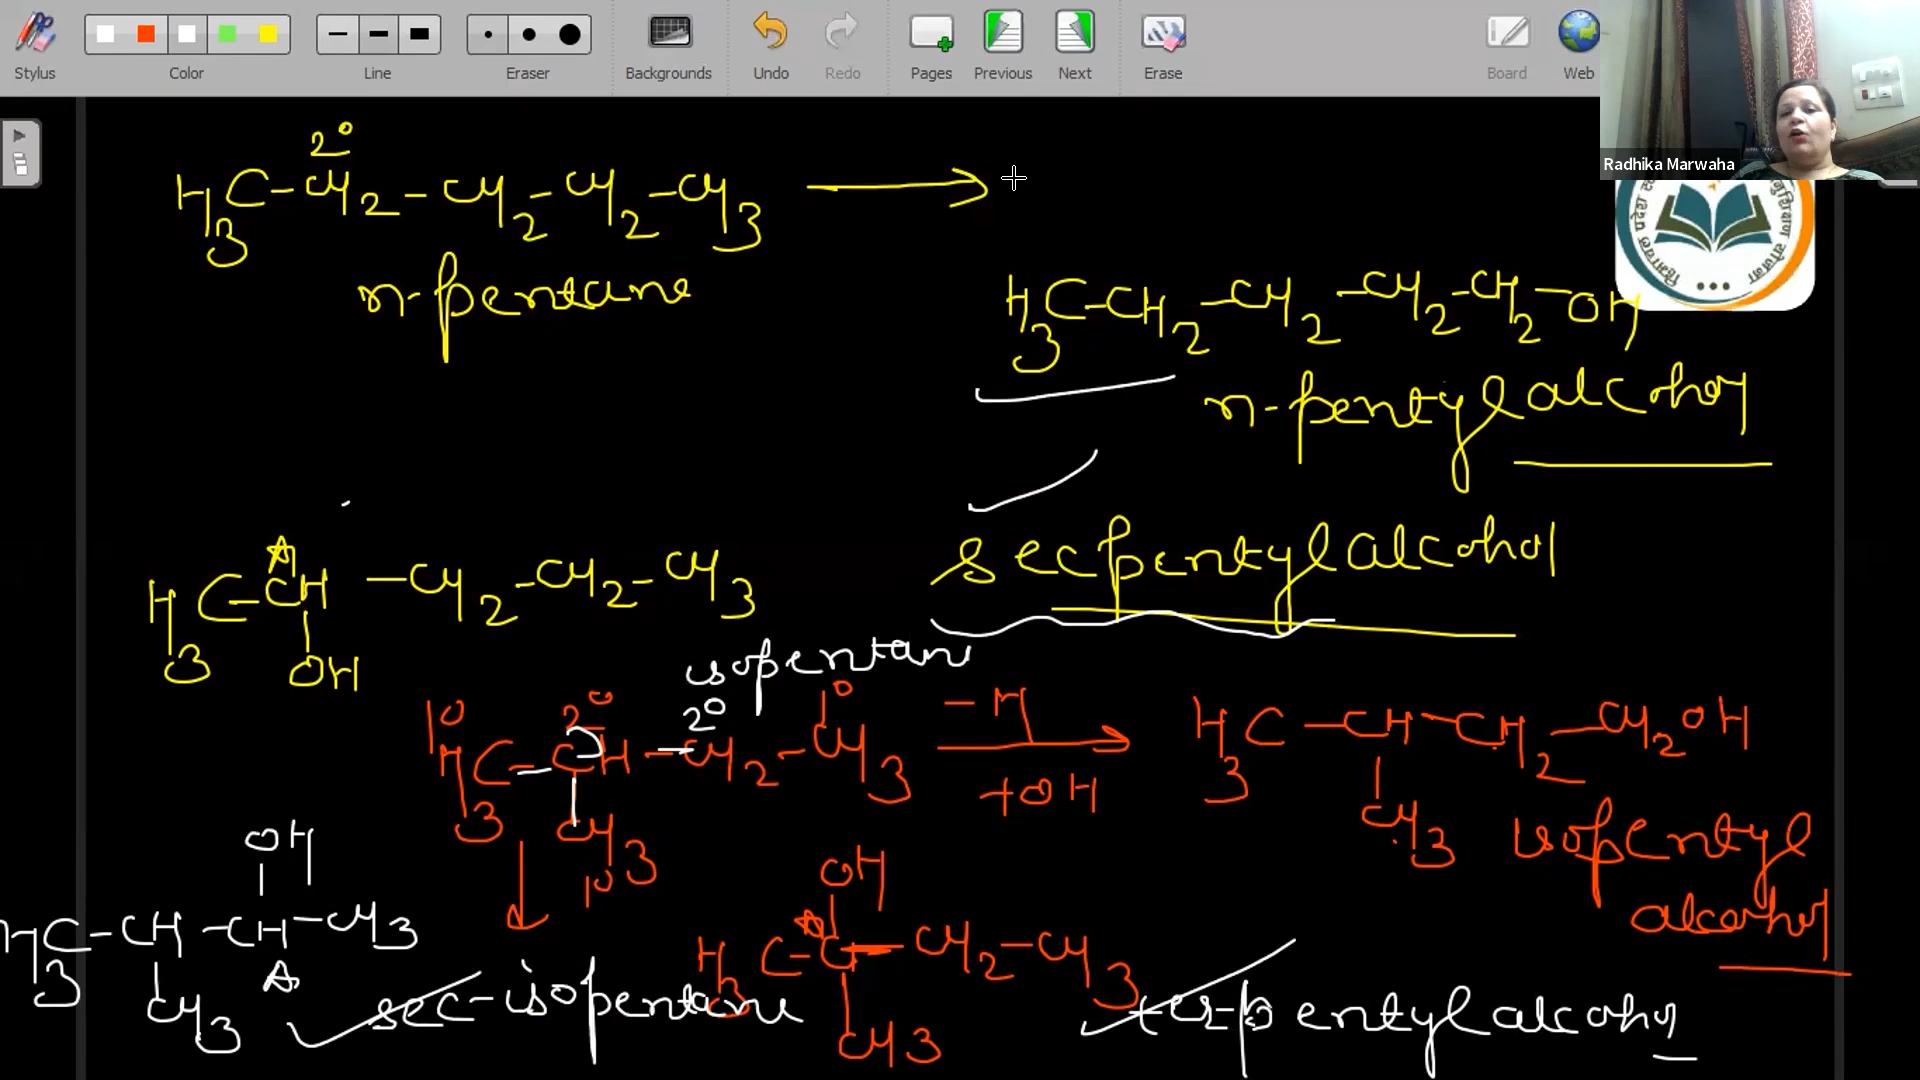 Stylus
Color
Line
Eraser
Backgrounds
Undo
Redo
Pages
Previous
Next
Erase
Board
Web
Radhika Marwaha
2°
H3C-CH2-CH2-CH2-CH3
n-pentane
H3C-CH2-CH2-CH2-CH2-OH
n-pentyl alcohol
H3C-CH-CH2-CH2-CH3
OH
sec pentyl alcohol
isopentan
1° 2° 2° 1°
H3C-CH-CH2-CH3
CH3
1°
-H
+OH
H3C-CH-CH2-CH2OH
CH3
isopentyl
alcohol
OH
H3C-CH-CH-CH3
CH3
sec-isopentane
OH
H3C-C-CH2-CH3
CH3
ter-pentyl alcohol